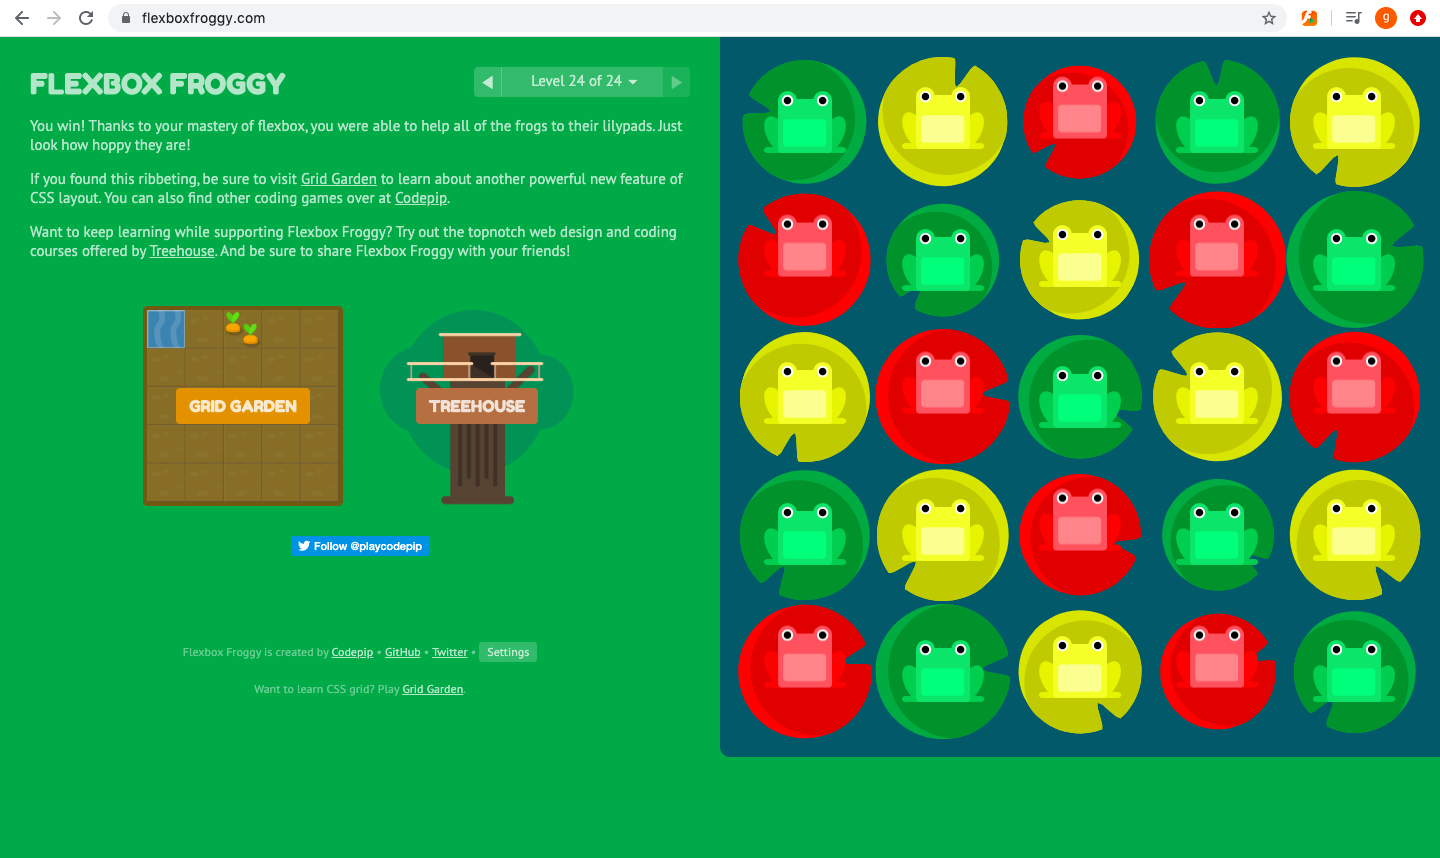 flexboxfroggy.com
g
FLEXBOX FROGGY
Level 24 of 24
You win! Thanks to your mastery of flexbox, you were able to help all of the frogs to their lilypads. Just
look how hoppy they are!
If you found this ribbeting, be sure to visit Grid Garden to learn about another powerful new feature of
CSS layout. You can also find other coding games over at Codepip.
Want to keep learning while supporting Flexbox Froggy? Try out the topnotch web design and coding
courses offered by Treehouse. And be sure to share Flexbox Froggy with your friends!
GRID GARDEN
TREEHOUSE
Follow @playcodepip
Flexbox Froggy is created by Codepip • GitHub • Twitter • Settings
Want to learn CSS grid? Play Grid Garden.